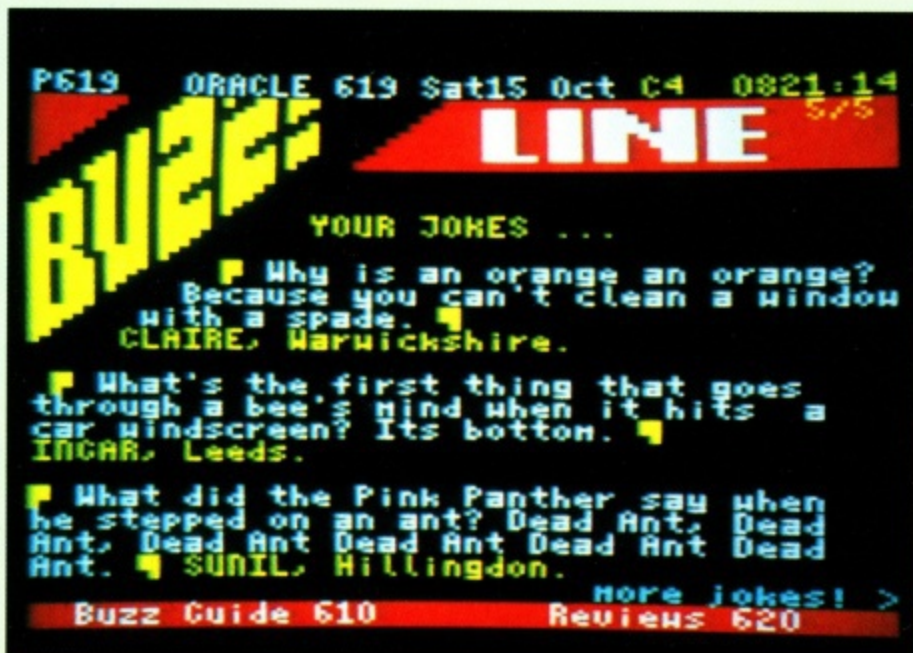 P619 ORACLE 619 Sat15 Oct C4 0821:14
5/5
BUZZ LINE
YOUR JOKES ...
Why is an orange an orange?
Because you can't clean a window
with a spade.
CLAIRE, Warwickshire.
What's the first thing that goes
through a bee's mind when it hits a
car windscreen? Its bottom.
INGAR, Leeds.
What did the Pink Panther say when
he stepped on an ant? Dead Ant, Dead
Ant, Dead Ant Dead Ant Dead Ant Dead
Ant. SUNIL, Hillingdon.
More jokes! >
Buzz Guide 610 Reviews 620